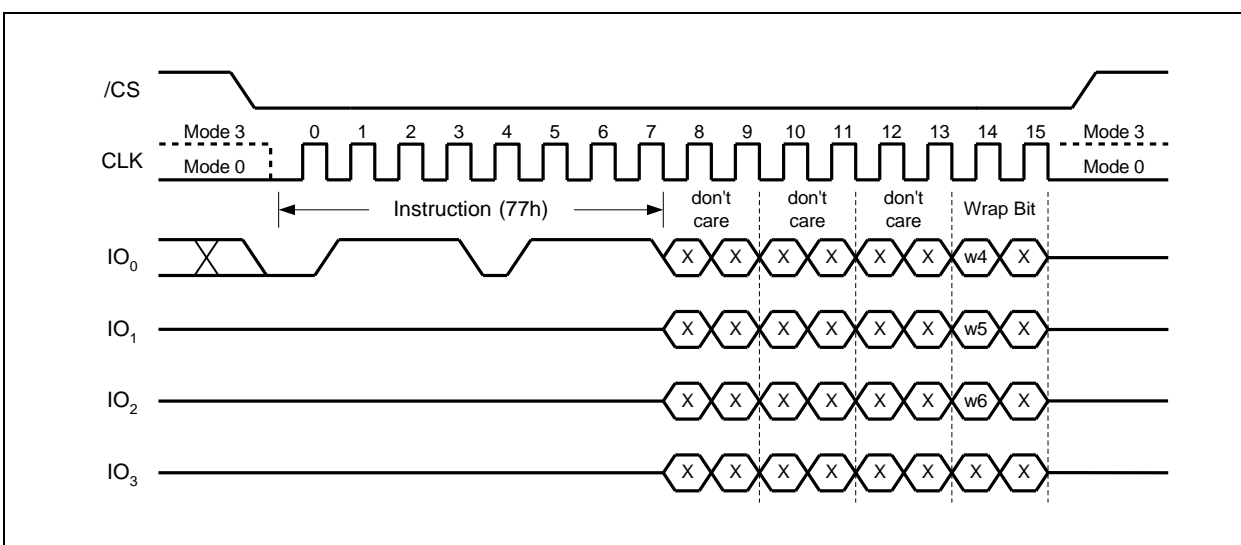 /CS
Mode 3 0 1 2 3 4 5 6 7 8 9 10 11 12 13 14 15 Mode 3
CLK
Mode 0 Mode 0
Instruction (77h)
don't don't don't
care care care
Wrap Bit
IO0 X X X X X X w4 X
IO1 X X X X X X w5 X
IO2 X X X X X X w6 X
IO3 X X X X X X X X